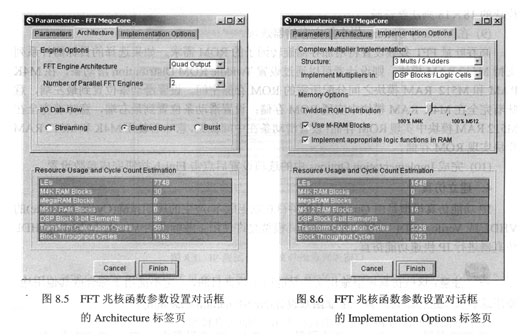 Parameterize - FFT MegaCore
Parameters Architecture Implementation Options
Engine Options
FFT Engine Architecture Quad Output
Number of Parallel FFT Engines 2
I/O Data Flow
Streaming Buffered Burst Burst
Resource Usage and Cycle Count Estimation
LEs 7748
M4K RAM Blocks 30
MegaRAM Blocks 0
M512 RAM Blocks 0
DSP Block 9-bit Elements 36
Transform Calculation Cycles 591
Block Throughput Cycles 1163
Cancel Finish
图 8.5 FFT 兆核函数参数设置对话框
的 Architecture 标签页
Parameterize - FFT MegaCore
Parameters Architecture Implementation Options
Complex Multiplier Implementation
Structure: 3 Mults / 5 Adders
Implement Multipliers in: DSP Blocks / Logic Cells
Memory Options
Twiddle ROM Distribution
100% M4K 100% M512
Use M-RAM Blocks
Implement appropriate logic functions in RAM
Resource Usage and Cycle Count Estimation
LEs 1548
M4K RAM Blocks
MegaRAM Blocks 1
M512 RAM Blocks 16
DSP Block 9-bit Elements
Transform Calculation Cycles 5328
Block Throughput Cycles
Cancel Finish
图 8.6 FFT 兆核函数参数设置对话框
的 Implementation Options 标签页